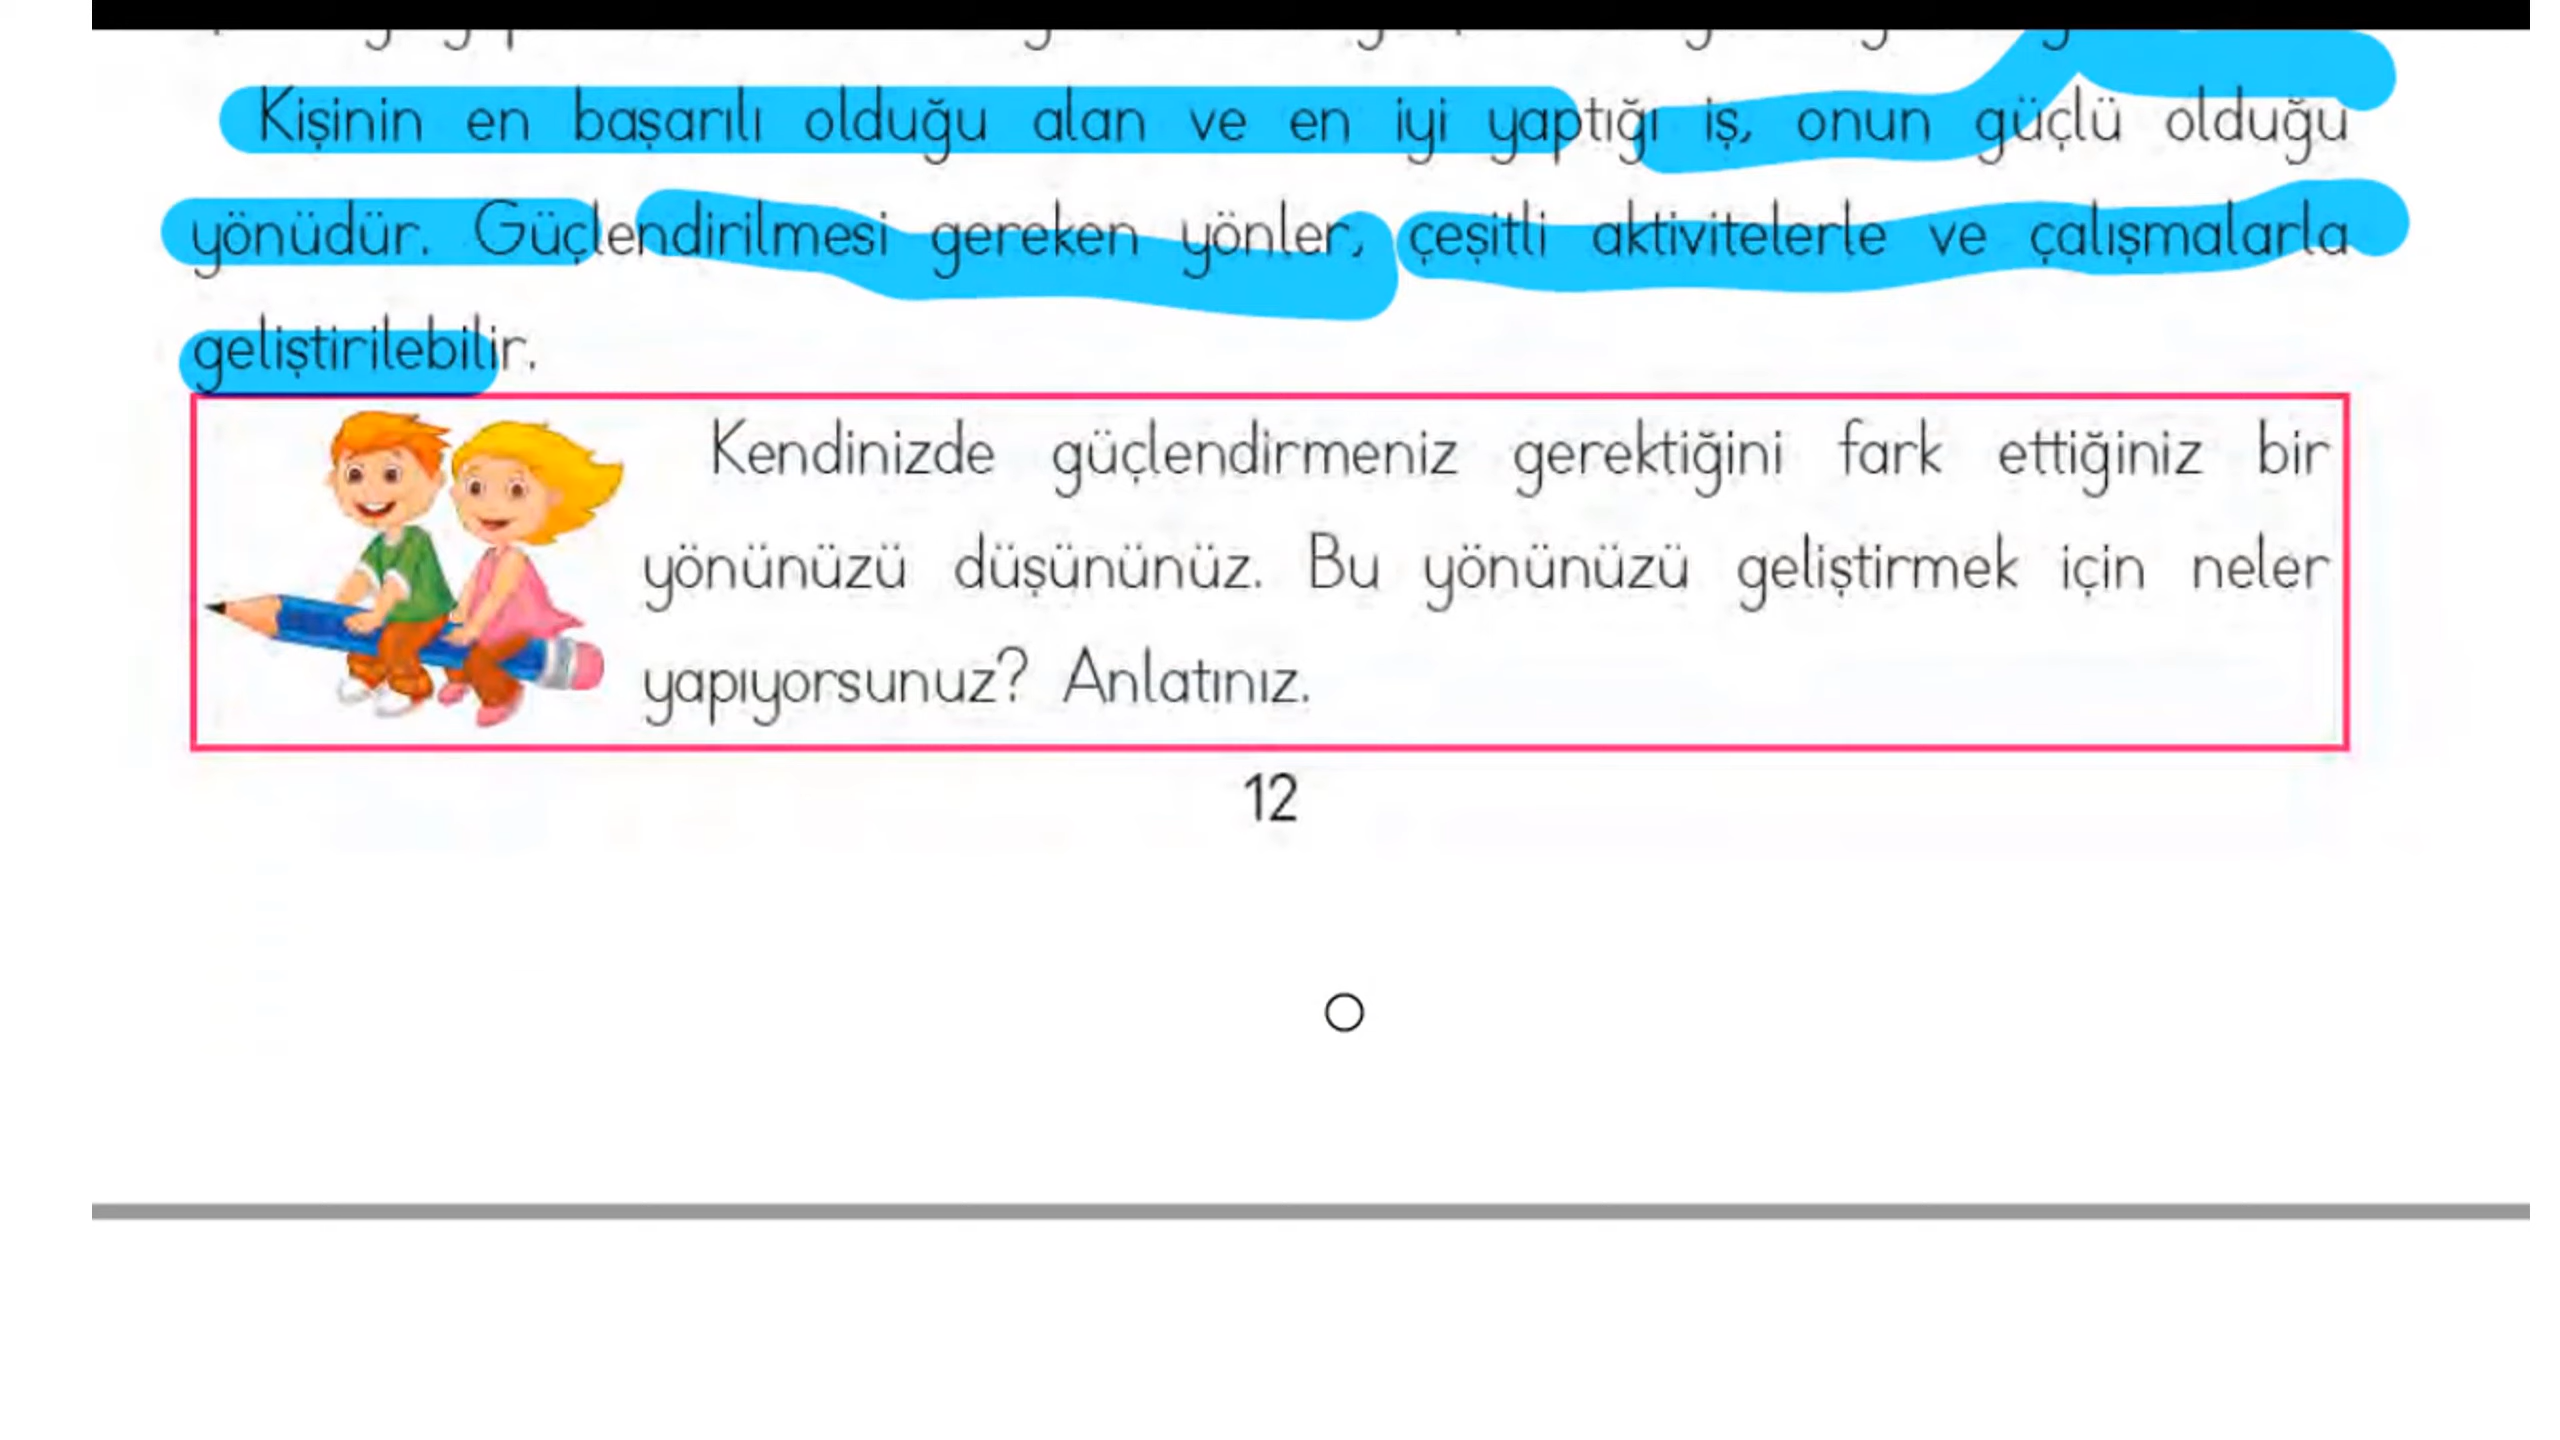 Kişinin en başarılı olduğu alan ve en iyi yaptığı iş, onun güçlü olduğu
yönüdür. Güçlendirilmesi gereken yönler, çeşitli aktivitelerle ve çalışmalarla
geliştirilebilir.
Kendinizde güçlendirmeniz gerektiğini fark ettiğiniz bir
yönünüzü düşününüz. Bu yönünüzü geliştirmek için neler
yapıyorsunuz? Anlatınız.
12